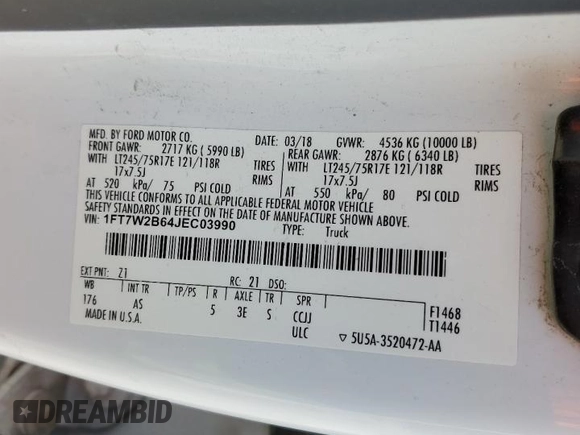 MFD. BY FORD MOTOR CO.
DATE: 03/18 GVWR: 4536 KG (10000 LB)
FRONT GAWR: 2717 KG ( 5990 LB) REAR GAWR: 2876 KG ( 6340 LB)
WITH LT245/75R17E 121/118R TIRES WITH LT245/75R17E 121/118R TIRES
17x7.5J RIMS 17x7.5J RIMS
AT 520 kPa/ 75 PSI COLD AT 550 kPa/ 80 PSI COLD
THIS VEHICLE CONFORMS TO ALL APPLICABLE FEDERAL MOTOR VEHICLE
SAFETY STANDARDS IN EFFECT ON THE DATE OF MANUFACTURE SHOWN ABOVE.
VIN: 1FT7W2B64JEC03990 TYPE: Truck
EXT PNT: Z1 RC: 21 DSO:
WB INT TR TP/PS R AXLE TR SPR
176 AS 5 3E S CCJJ F1468
ULC T1446
MADE IN U.S.A. ▽ 5U5A-3520472-AA
DREAMBID